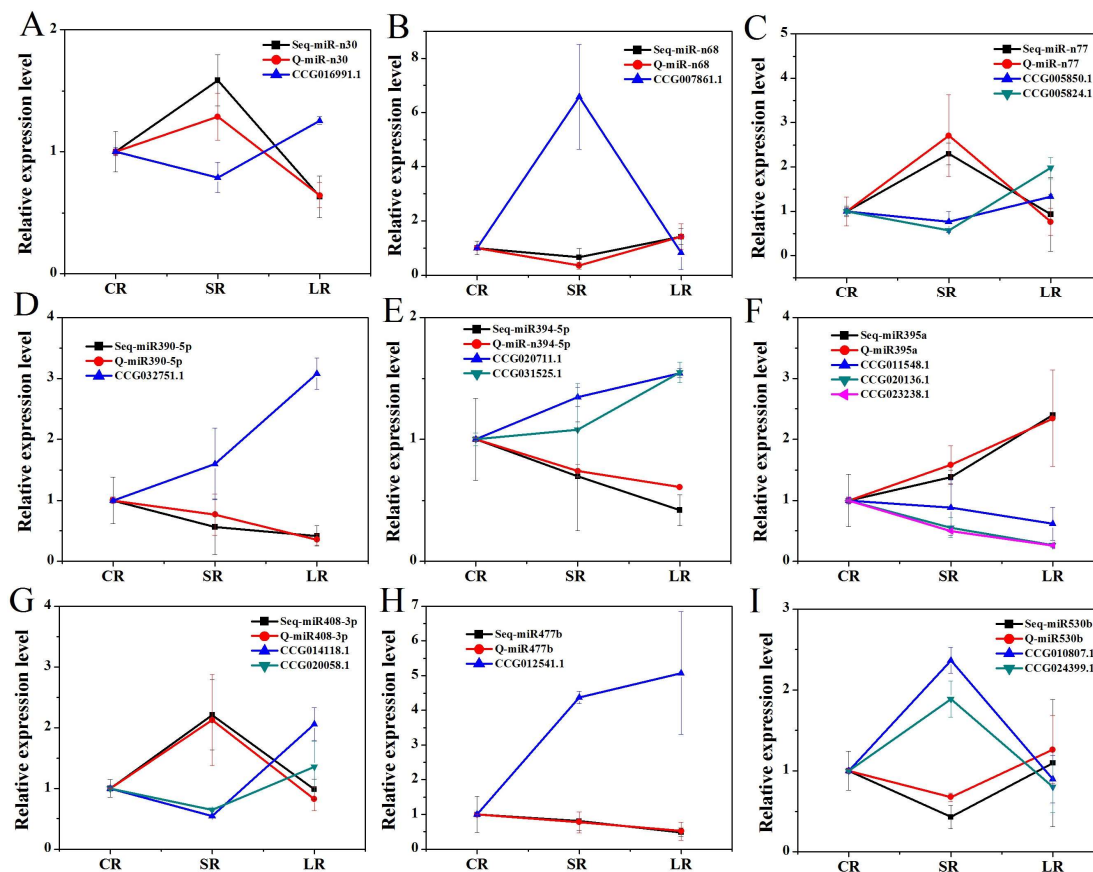 A
Relative expression level
2
1
0
CR
SR
LR
Seq-miR-n30
Q-miR-n30
CCG016991.1
B
Relative expression level
8
6
4
2
0
CR
SR
LR
Seq-miR-n68
Q-miR-n68
CCG007861.1
C
Relative expression level
5
4
3
2
1
0
CR
SR
LR
Seq-miR-n77
Q-miR-n77
CCG005850.1
CCG005824.1
D
Relative expression level
4
3
2
1
0
CR
SR
LR
Seq-miR390-5p
Q-miR390-5p
CCG032751.1
E
Relative expression level
2
1
0
CR
SR
LR
Seq-miR394-5p
Q-miR-n394-5p
CCG020711.1
CCG031525.1
F
Relative expression level
4
3
2
1
0
CR
SR
LR
Seq-miR395a
Q-miR395a
CCG011548.1
CCG020136.1
CCG023238.1
G
Relative expression level
4
3
2
1
0
CR
SR
LR
Seq-miR408-3p
Q-miR408-3p
CCG014118.1
CCG020058.1
H
Relative expression level
7
6
5
4
3
2
1
0
CR
SR
LR
Seq-miR477b
Q-miR477b
CCG012541.1
I
Relative expression level
3
2
1
0
CR
SR
LR
Seq-miR530b
Q-miR530b
CCG010807.1
CCG024399.1